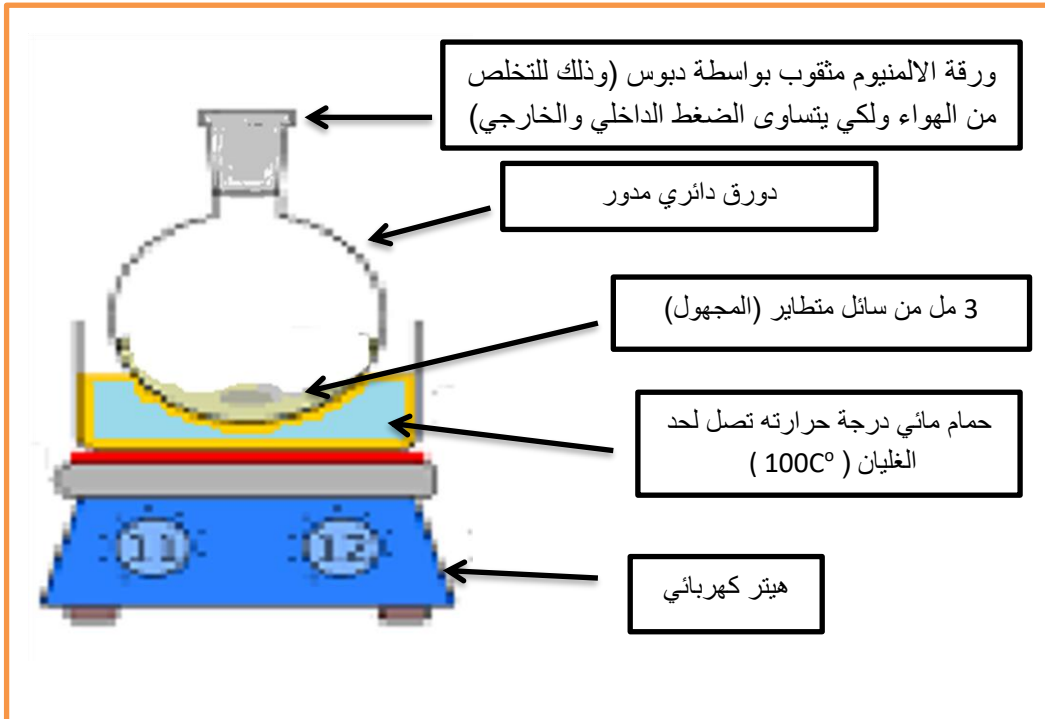 ورقة الالمنيوم مثقوب بواسطة دبوس (وذلك للتخلص
من الهواء ولكي يتساوى الضغط الداخلي والخارجي)
دورق دائري مدور
3 مل من سائل متطاير (المجهول)
حمام مائي درجة حرارته تصل لحد
الغليان ( 100Cº )
11 12
هيتر كهربائي